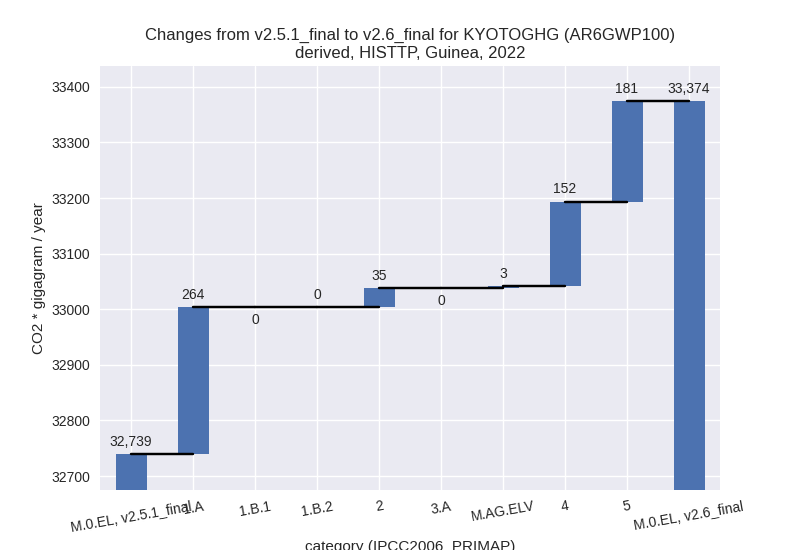 Changes from v2.5.1_final to v2.6_final for KYOTOGHG (AR6GWP100)
derived, HISTTP, Guinea, 2022
CO2 * gigagram / year
33400
33300
33200
33100
33000
32900
32800
32700
32,739
264
0
0
35
0
3
152
181
33,374
M.0.EL, v2.5.1_final
1.A
1.B.1
1.B.2
2
3.A
M.AG.ELV
4
5
M.0.EL, v2.6_final
category (IPCC2006_PRIMAP)